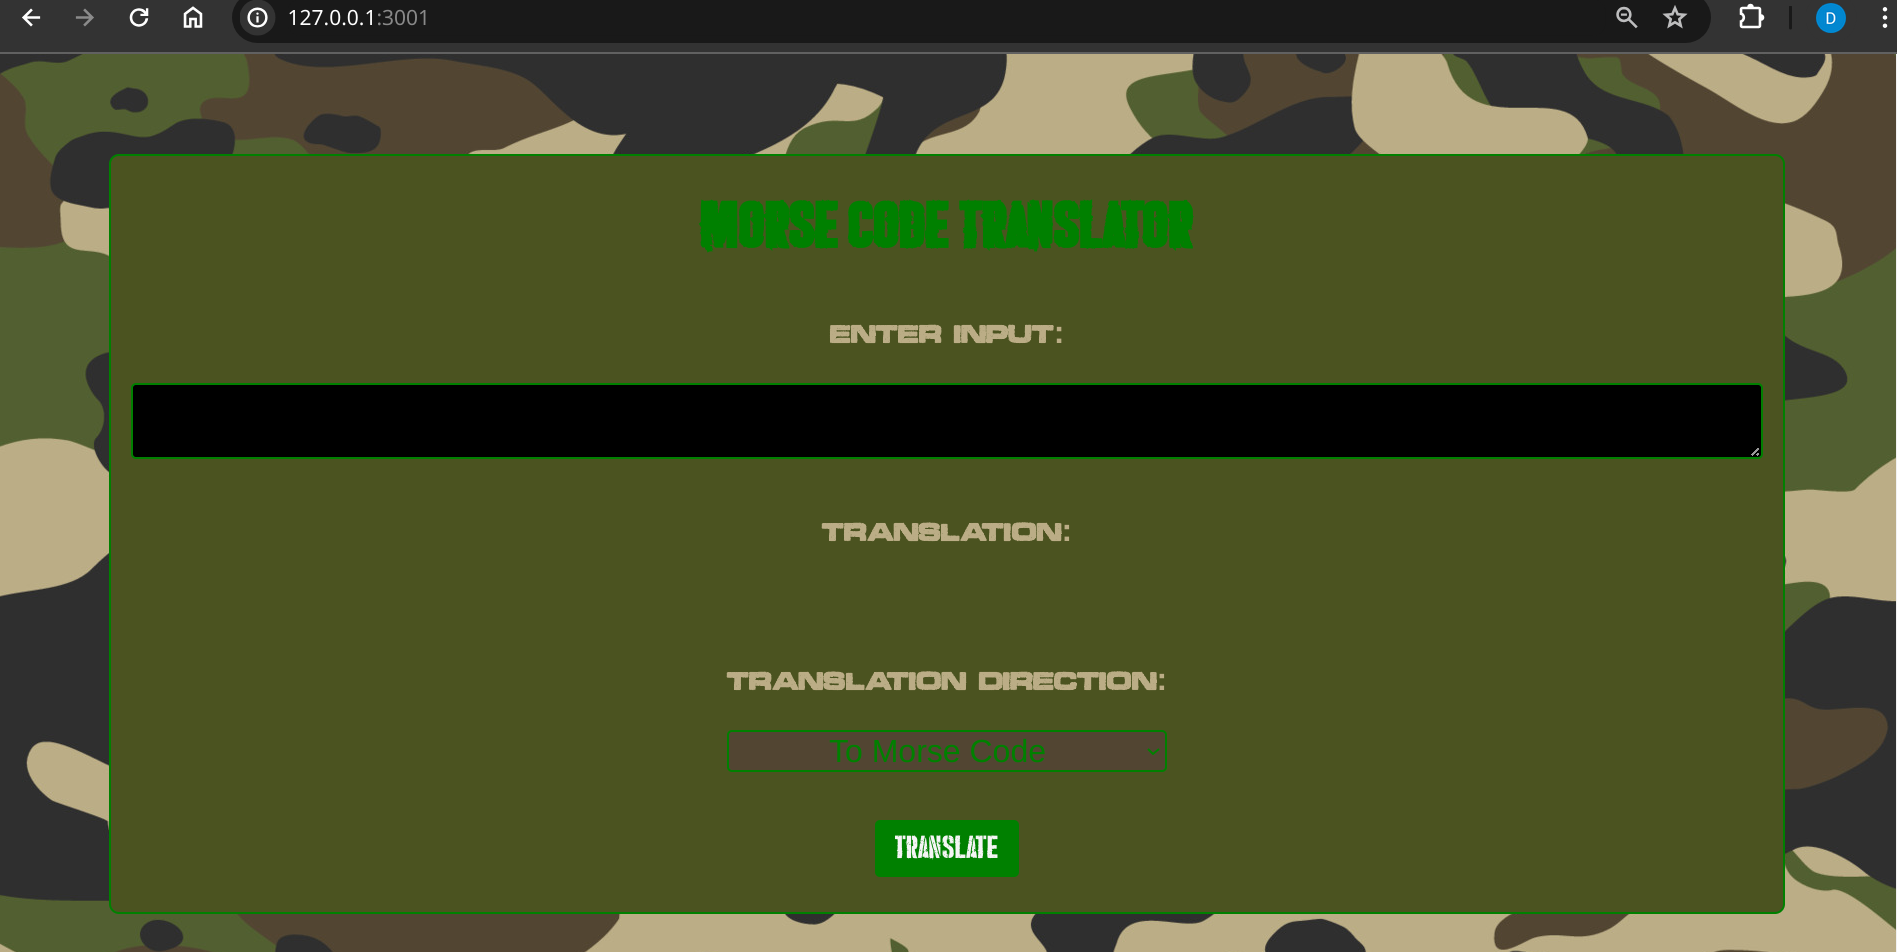 127.0.0.1:3001
D
MORSE CODE TRANSLATOR
ENTER INPUT:
TRANSLATION:
TRANSLATION DIRECTION:
To Morse Code
TRANSLATE